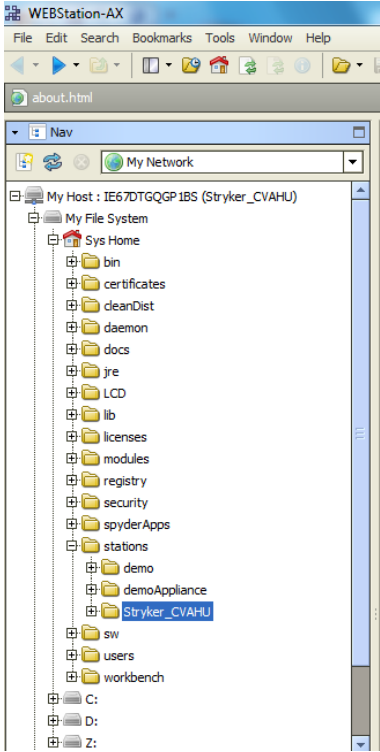 WEBStation-AX
File Edit Search Bookmarks Tools Window Help
about.html
Nav
My Network
My Host : IE67DTGQGP1BS (Stryker_CVAHU)
My File System
Sys Home
bin
certificates
cleanDist
daemon
docs
jre
LCD
lib
licenses
modules
registry
security
spyderApps
stations
demo
demoAppliance
Stryker_CVAHU
sw
users
workbench
C:
D:
Z: